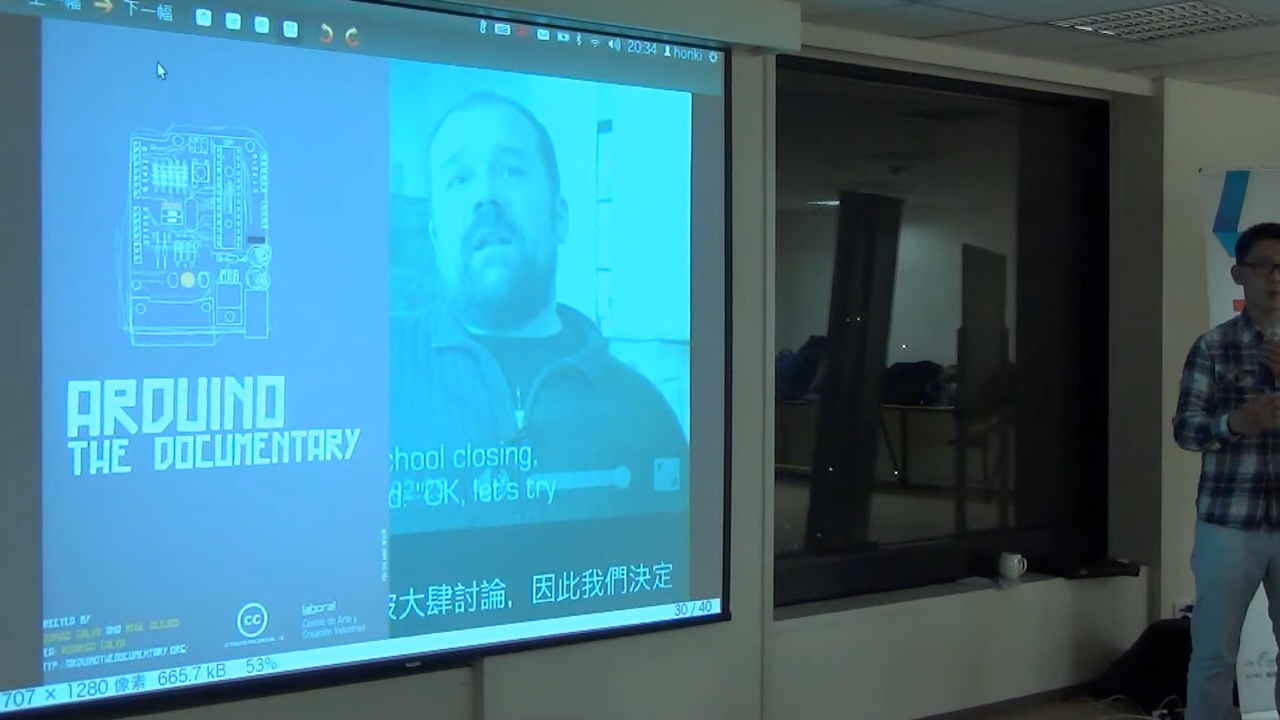 上一幅 下一幅
20:34 honki
ARDUINO
THE DOCUMENTARY
chool closing,
"OK, let's try
大肆討論, 因此我們決定
cc
laboral
Centro de Arte y
Creación Industrial
30 / 40
707 × 1280 像素 665.7 kB 53%